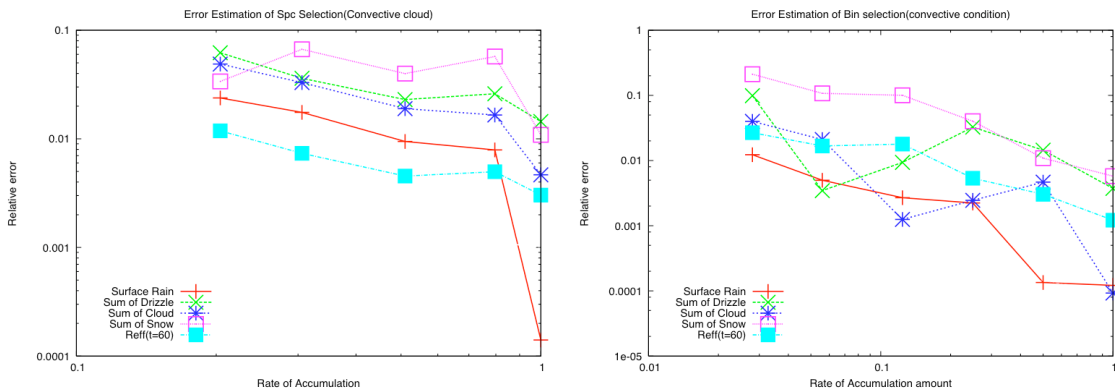 Error Estimation of Spc Selection(Convective cloud)
0.1
0.01
0.001
0.0001
Relative error
Surface Rain
Sum of Drizzle
Sum of Cloud
Sum of Snow
Reff(t=60)
0.1
1
Rate of Accumulation
Error Estimation of Bin selection(convective condition)
1
0.1
0.01
0.001
0.0001
1e-05
Relative error
Surface Rain
Sum of Drizzle
Sum of Cloud
Sum of Snow
Reff(t=60)
0.01
0.1
1
Rate of Accumulation amount